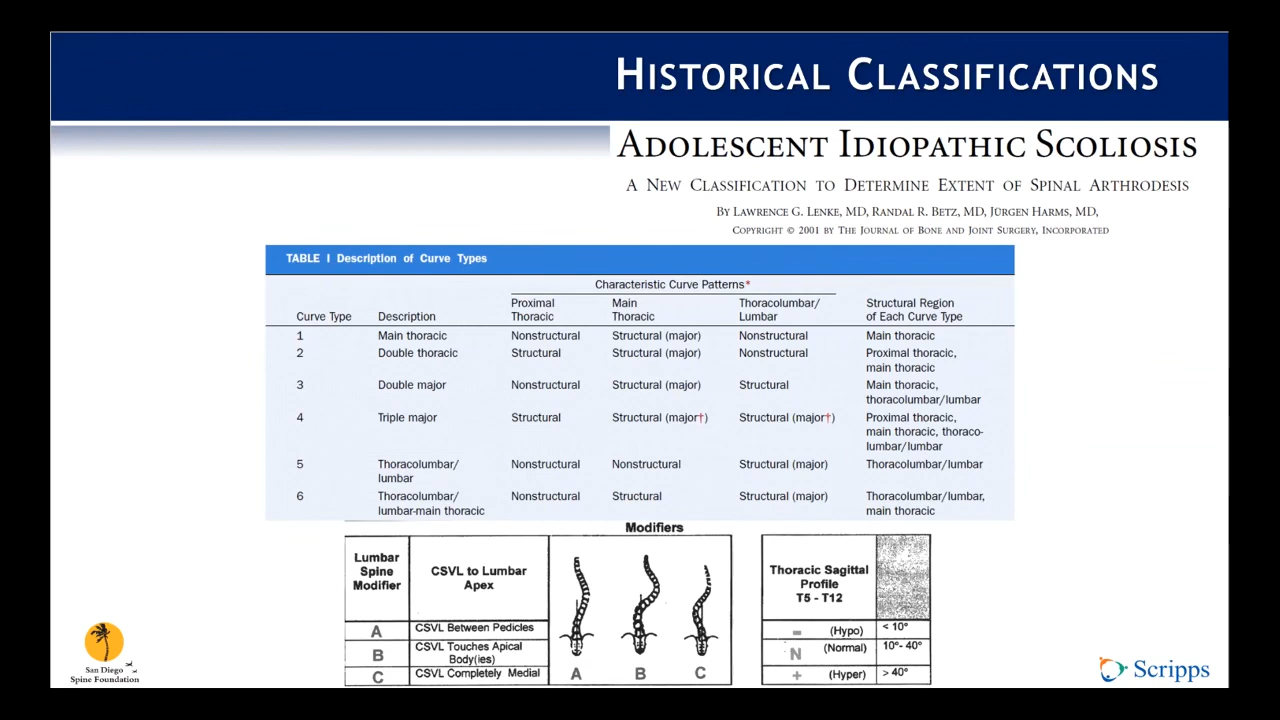 HISTORICAL CLASSIFICATIONS
ADOLESCENT IDIOPATHIC SCOLIOSIS
A NEW CLASSIFICATION TO DETERMINE EXTENT OF SPINAL ARTHRODESIS
BY LAWRENCE G. LENKE, MD, RANDAL R. BETZ, MD, JÜRGEN HARMS, MD,
COPYRIGHT © 2001 BY THE JOURNAL OF BONE AND JOINT SURGERY, INCORPORATED
TABLE I Description of Curve Types
Characteristic Curve Patterns*
Curve Type Description Proximal Thoracic Main Thoracic Thoracolumbar/ Lumbar Structural Region of Each Curve Type
1 Main thoracic Nonstructural Structural (major) Nonstructural Main thoracic
2 Double thoracic Structural Structural (major) Nonstructural Proximal thoracic,
main thoracic
3 Double major Nonstructural Structural (major) Structural Main thoracic,
thoracolumbar/lumbar
4 Triple major Structural Structural (major†) Structural (major†) Proximal thoracic,
main thoracic, thoraco-
lumbar/lumbar
5 Thoracolumbar/ Nonstructural Nonstructural Structural (major) Thoracolumbar/lumbar
lumbar
6 Thoracolumbar/ Nonstructural Structural Structural (major) Thoracolumbar/lumbar,
lumbar-main thoracic main thoracic
Modifiers
Lumbar
Spine
Modifier
CSVL to Lumbar
Apex
A CSVL Between Pedicles
B CSVL Touches Apical
Body(ies)
C CSVL Completely Medial
A B C
Thoracic Sagittal
Profile
T5 - T12
- (Hypo) < 10°
N (Normal) 10°- 40°
+ (Hyper) > 40°
San Diego
Spine Foundation
Scripps